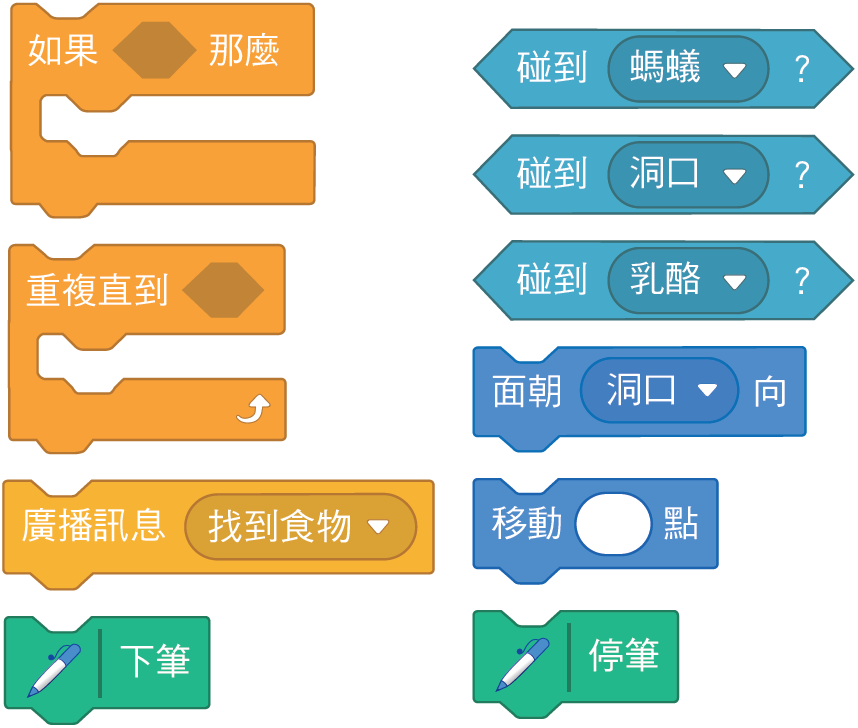 如果 那麼
重複直到
廣播訊息 找到食物
下筆
碰到 螞蟻 ?
碰到 洞口 ?
碰到 乳酪 ?
面朝 洞口 向
移動 點
停筆